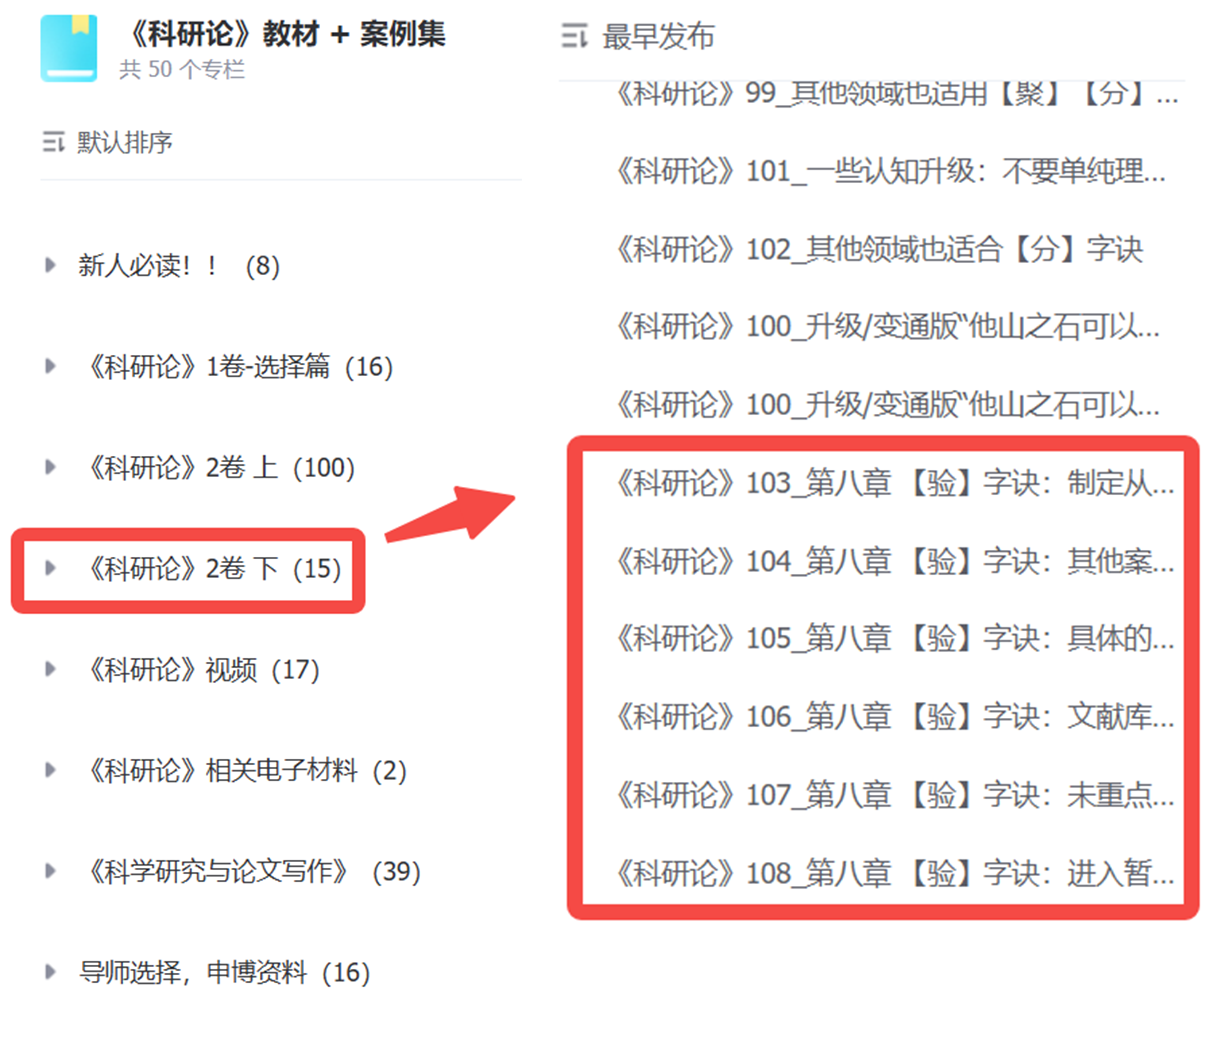 《科研论》教材 + 案例集
共 50 个专栏
默认排序
新人必读！！ (8)
《科研论》1卷-选择篇 (16)
《科研论》2卷 上 (100)
《科研论》2卷 下 (15)
《科研论》视频 (17)
《科研论》相关电子材料 (2)
《科学研究与论文写作》 (39)
导师选择，申博资料 (16)
最早发布
《科研论》99_其他领域也适用【聚】【分】...
《科研论》101_一些认知升级：不要单纯理...
《科研论》102_其他领域也适合【分】字诀
《科研论》100_升级/变通版“他山之石可以...
《科研论》100_升级/变通版“他山之石可以...
《科研论》103_第八章 【验】字诀：制定从...
《科研论》104_第八章 【验】字诀：其他案...
《科研论》105_第八章 【验】字诀：具体的...
《科研论》106_第八章 【验】字诀：文献库...
《科研论》107_第八章 【验】字诀：未重点...
《科研论》108_第八章 【验】字诀：进入暂...